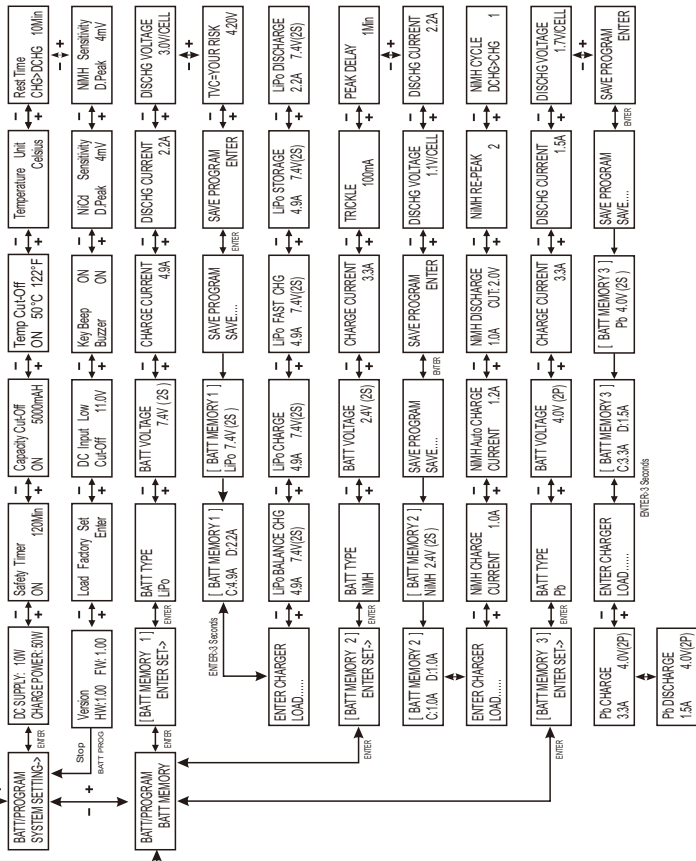 BATT/PROGRAM
SYSTEM SETTING->
ENTER
DC SUPPLY: 10W
CHARGE POWER:50W
Safety Timer
ON 120Min
Capacity Cut-Off
ON 5000mAH
Temp Cut-Off
ON 50°C 122°F
Temperature Unit
Celsius
Rest Time
CHG>DCHG 10Min
Stop
BATT PROG
Version
HW:1.00 FW: 1.00
Load Factory Set
Enter
DC Input Low
Cut-Off 11.0V
Key Beep ON
Buzzer ON
NiCd Sensitivity
D.Peak 4mV
NMH Sensitivity
D.Peak 4mV
BATT/PROGRAM
BATT MEMORY
ENTER
[ BATT MEMORY 1]
ENTER SET->
ENTER
BATT TYPE
LiPo
BATT VOLTAGE
7.4V (2S )
CHARGE CURRENT
4.9A
DISCHG CURRENT
2.2A
DISCHG VOLTAGE
3.0V/CELL
ENTER-3 Seconds
[ BATT MEMORY 1 ]
C:4.9A D:2.2A
[ BATT MEMORY 1 ]
LiPo 7.4V (2S )
SAVE PROGRAM
SAVE....
ENTER
SAVE PROGRAM
ENTER
TVC=YOUR RISK
4.20V
ENTER CHARGER
LOAD......
LiPo BALANCE CHG
4.9A 7.4V(2S)
LiPo CHARGE
4.9A 7.4V(2S)
LiPo FAST CHG
4.9A 7.4V(2S)
LiPo STORAGE
4.9A 7.4V(2S)
LiPo DISCHARGE
2.2A 7.4V(2S)
ENTER
[ BATT MEMORY 2]
ENTER SET->
ENTER
BATT TYPE
NiMH
BATT VOLTAGE
2.4V (2S)
CHARGE CURRENT
3.3A
TRICKLE
100mA
PEAK DELAY
1Min
[ BATT MEMORY 2 ]
C:1.0A D:1.0A
[ BATT MEMORY 2 ]
NIMH 2.4V (2S)
SAVE PROGRAM
SAVE....
ENTER
SAVE PROGRAM
ENTER
DISCHG VOLTAGE
1.1V/CELL
DISCHG CURRENT
2.2A
ENTER CHARGER
LOAD......
NiMH CHARGE
CURRENT 1.0A
NiMH Auto CHARGE
CURRENT 1.2A
NIMH DISCHARGE
1.0A CUT: 2.0V
NiMH RE-PEAK
2
NIMH CYCLE
DCHG>CHG 1
ENTER
[ BATT MEMORY 3]
ENTER SET->
ENTER
BATT TYPE
Pb
BATT VOLTAGE
4.0V (2P)
CHARGE CURRENT
3.3A
DISCHG CURRENT
1.5A
DISCHG VOLTAGE
1.7V/CELL
Pb CHARGE
3.3A 4.0V(2P)
ENTER CHARGER
LOAD......
ENTER-3 Seconds
[ BATT MEMORY 3 ]
C:3.3A D:1.5A
[ BATT MEMORY 3 ]
Pb 4.0V (2S )
SAVE PROGRAM
SAVE....
ENTER
SAVE PROGRAM
ENTER
Pb DISCHARGE
1.5A 4.0V(2P)